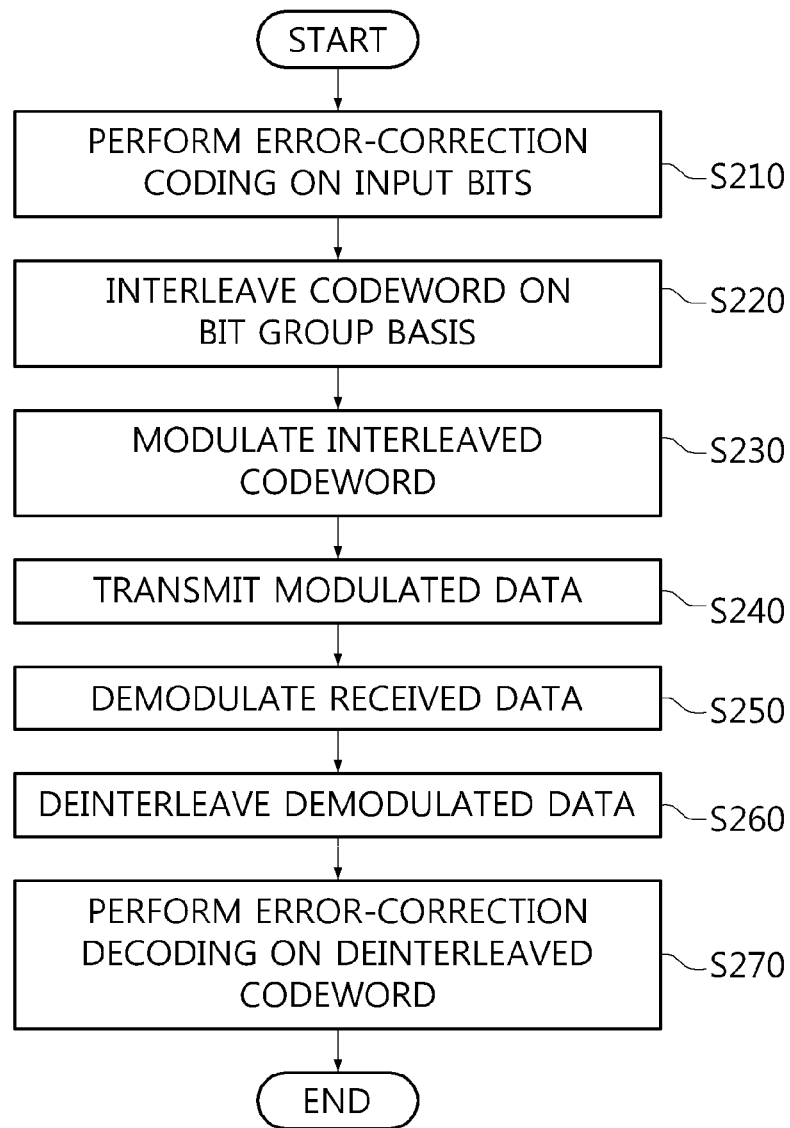 START
PERFORM ERROR-CORRECTION
CODING ON INPUT BITS
S210
INTERLEAVE CODEWORD ON
BIT GROUP BASIS
S220
MODULATE INTERLEAVED
CODEWORD
S230
TRANSMIT MODULATED DATA
S240
DEMODULATE RECEIVED DATA
S250
DEINTERLEAVE DEMODULATED DATA
S260
PERFORM ERROR-CORRECTION
DECODING ON DEINTERLEAVED
CODEWORD
S270
END